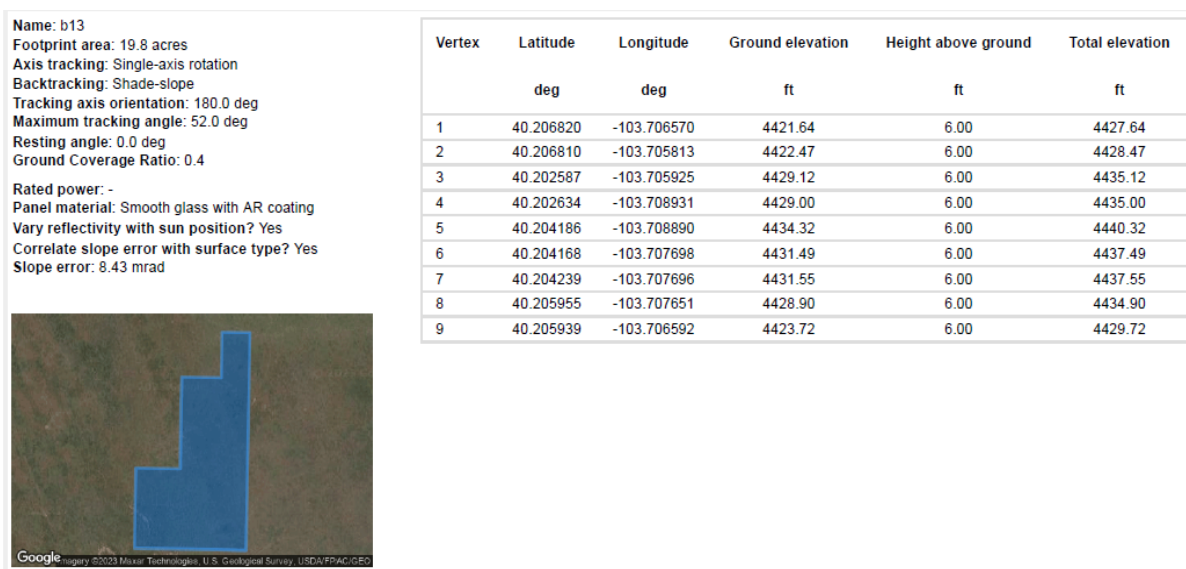 Name: b13
Footprint area: 19.8 acres
Axis tracking: Single-axis rotation
Backtracking: Shade-slope
Tracking axis orientation: 180.0 deg
Maximum tracking angle: 52.0 deg
Resting angle: 0.0 deg
Ground Coverage Ratio: 0.4
Rated power: -
Panel material: Smooth glass with AR coating
Vary reflectivity with sun position? Yes
Correlate slope error with surface type? Yes
Slope error: 8.43 mrad
Google
magery ©2023 Maxar Technologies, U.S. Geological Survey, USDA/FPAC/GEO
Vertex Latitude Longitude Ground elevation Height above ground Total elevation
deg deg ft ft ft
1 40.206820 -103.706570 4421.64 6.00 4427.64
2 40.206810 -103.705813 4422.47 6.00 4428.47
3 40.202587 -103.705925 4429.12 6.00 4435.12
4 40.202634 -103.708931 4429.00 6.00 4435.00
5 40.204186 -103.708890 4434.32 6.00 4440.32
6 40.204168 -103.707698 4431.49 6.00 4437.49
7 40.204239 -103.707696 4431.55 6.00 4437.55
8 40.205955 -103.707651 4428.90 6.00 4434.90
9 40.205939 -103.706592 4423.72 6.00 4429.72